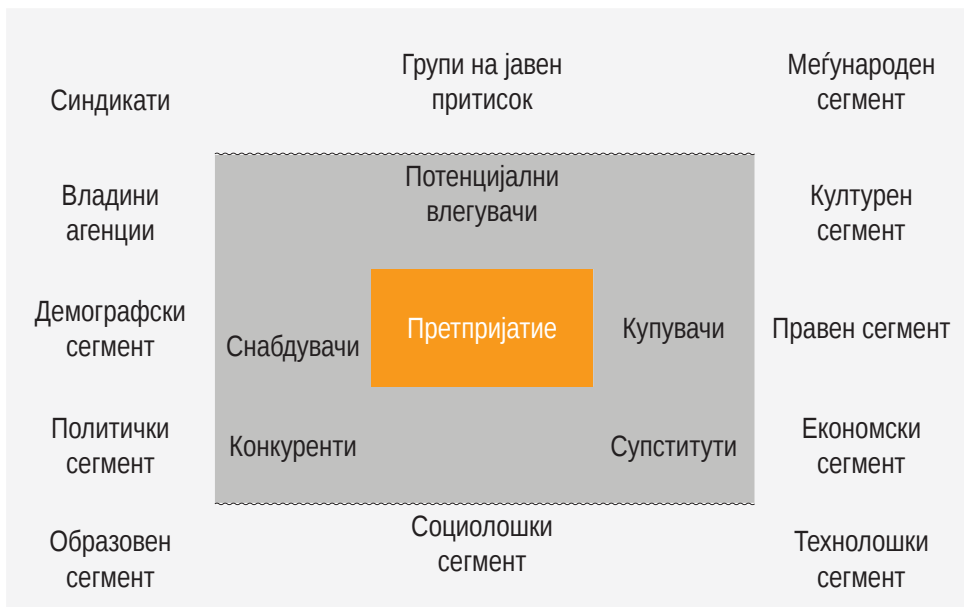 Синдикати
Групи на јавен
притисок
Меѓународен
сегмент
Владини
агенции
Потенцијални
влегувачи
Културен
сегмент
Демографски
сегмент
Снабдувачи
Претпријатие
Купувачи
Правен сегмент
Политички
сегмент
Конкуренти
Супститути
Економски
сегмент
Образовен
сегмент
Социолошки
сегмент
Технолошки
сегмент